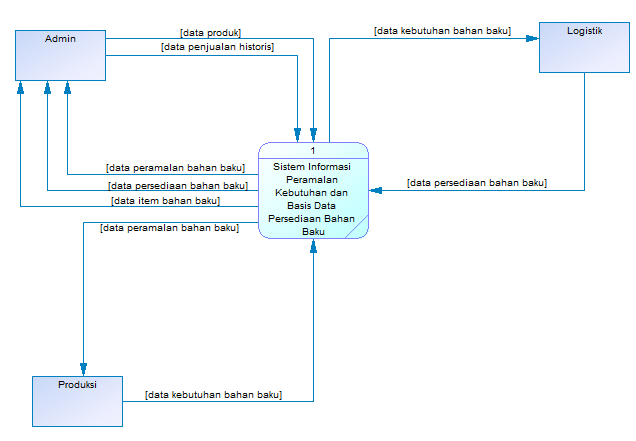 Admin
[data produk]
[data penjualan historis]
[data kebutuhan bahan baku]
Logistik
1
Sistem Informasi
Peramalan
Kebutuhan dan
Basis Data
Persediaan Bahan
Baku
[data peramalan bahan baku]
[data persediaan bahan baku]
[data item bahan baku]
[data peramalan bahan baku]
[data persediaan bahan baku]
Produksi
[data kebutuhan bahan baku]